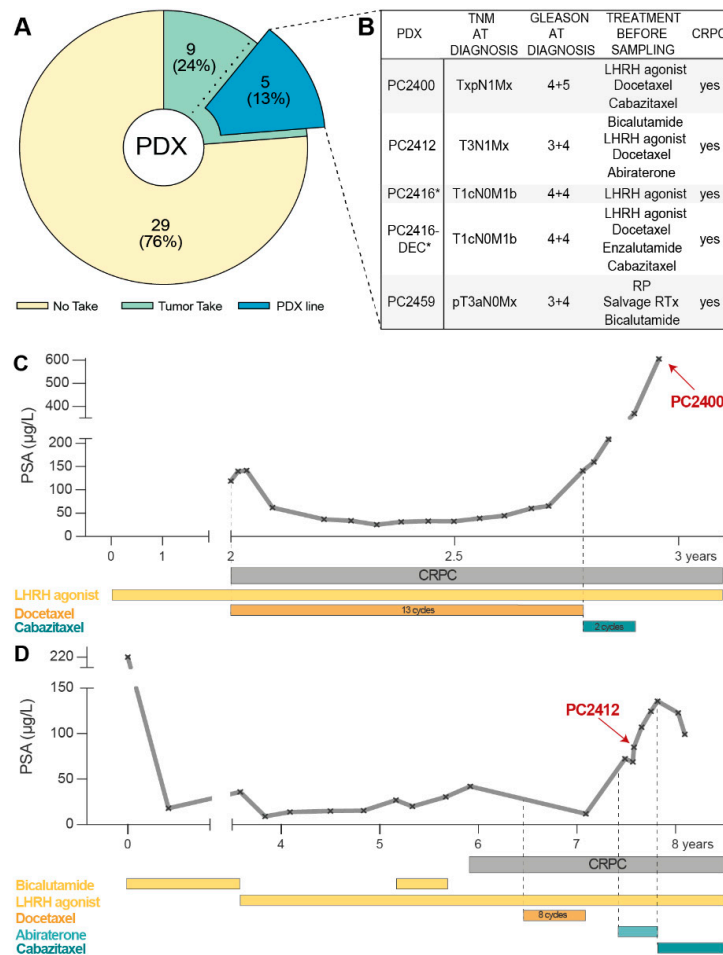 A
9
(24%)
5
(13%)
PDX
29
(76%)
No Take
Tumor Take
PDX line
B
PDX TNM AT DIAGNOSIS GLEASON AT DIAGNOSIS TREATMENT BEFORE SAMPLING CRPC
PC2400 TxpN1Mx 4+5 LHRH agonist Docetaxel Cabazitaxel yes
PC2412 T3N1Mx 3+4 Bicalutamide LHRH agonist Docetaxel Abiraterone yes
PC2416* T1cN0M1b 4+4 LHRH agonist yes
PC2416-DEC* T1cN0M1b 4+4 LHRH agonist Docetaxel Enzalutamide Cabazitaxel yes
PC2459 pT3aN0Mx 3+4 RP Salvage RTx Bicalutamide yes
C
PSA (µg/L)
600
500
400
200
150
100
50
0
PC2400
0 1 2 2.5 3 years
CRPC
LHRH agonist
Docetaxel 13 cycles
Cabazitaxel 2 cycles
D
PSA (µg/L)
220
150
100
50
0
PC2412
0 4 5 6 7 8 years
CRPC
Bicalutamide
LHRH agonist
Docetaxel 8 cycles
Abiraterone
Cabazitaxel